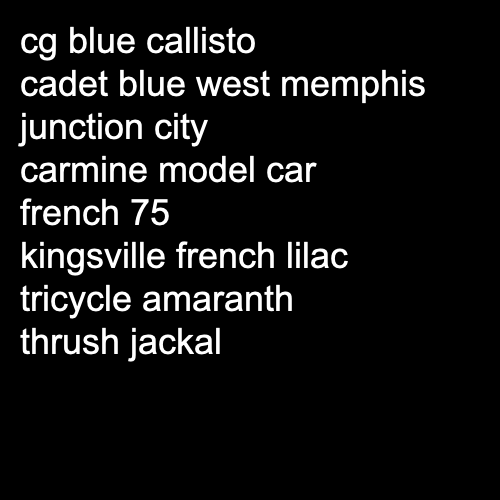 cg blue callisto
cadet blue west memphis
junction city
carmine model car
french 75
kingsville french lilac
tricycle amaranth
thrush jackal